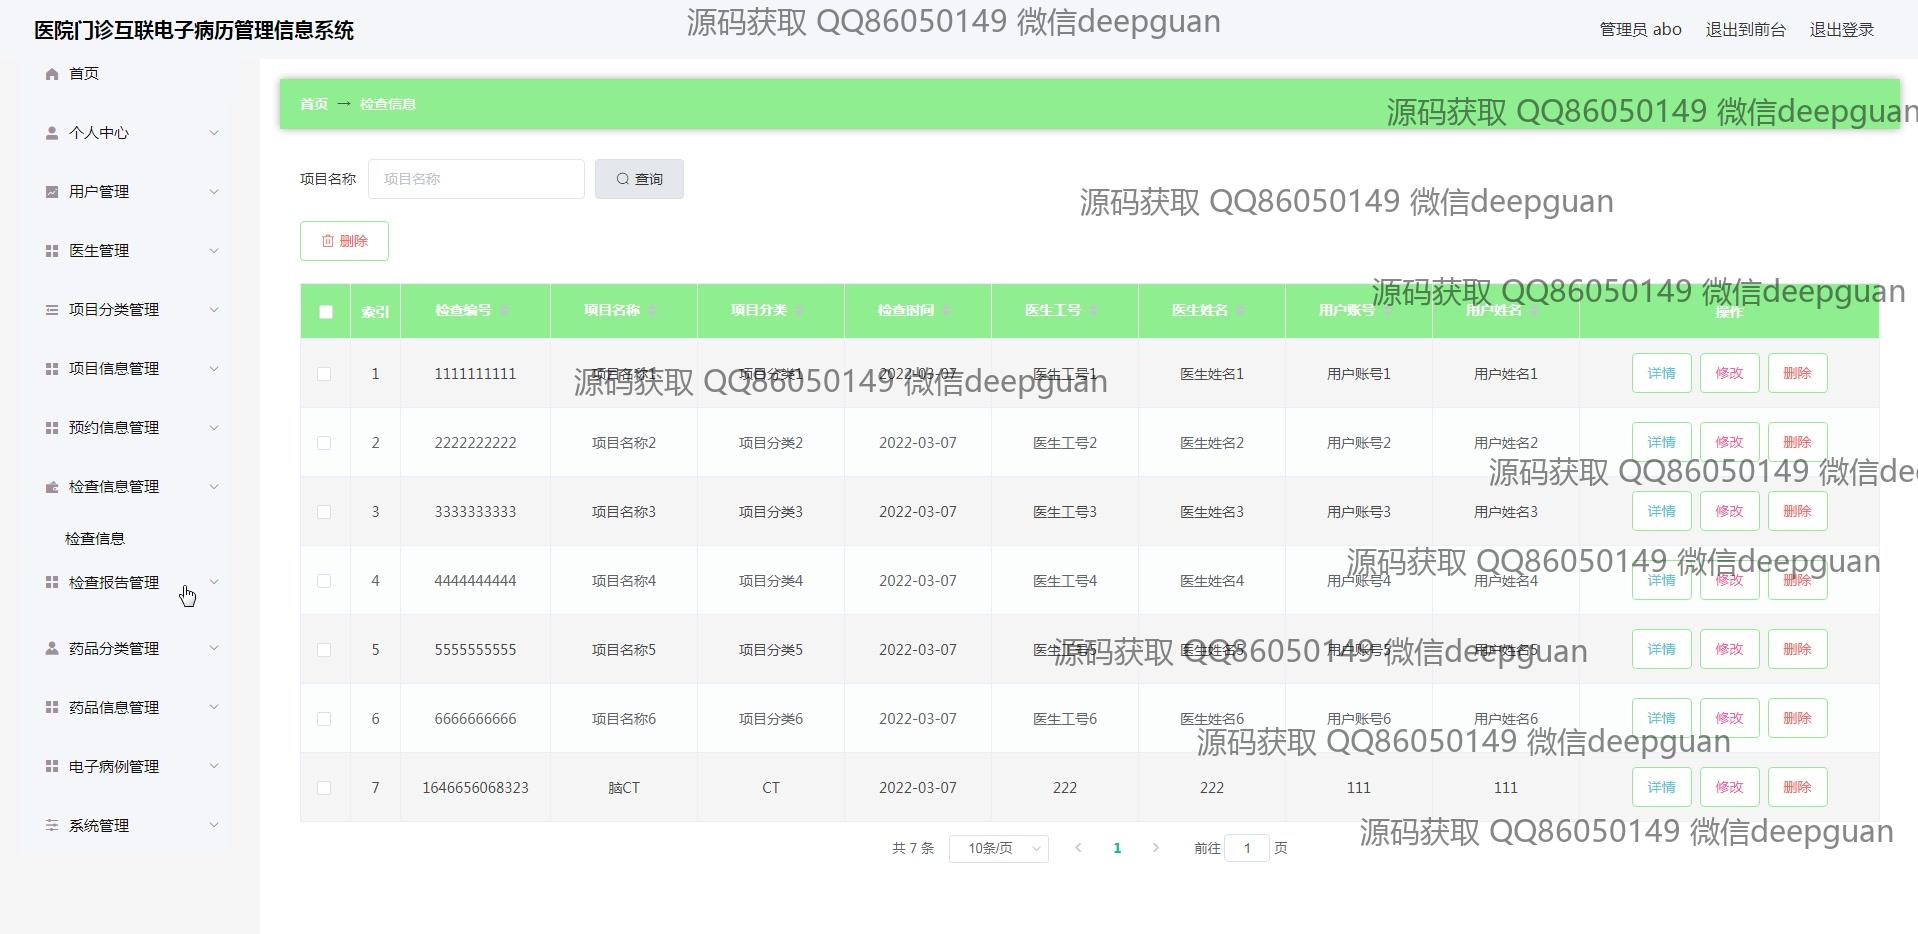 医院门诊互联电子病历管理信息系统
源码获取 QQ86050149 微信deepguan
管理员 abo 退出到前台 退出登录
首页
个人中心
用户管理
医生管理
项目分类管理
项目信息管理
预约信息管理
检查信息管理
检查信息
检查报告管理
药品分类管理
药品信息管理
电子病例管理
系统管理
首页 → 检查信息
源码获取 QQ86050149 微信deepguan
项目名称 项目名称 查询
源码获取 QQ86050149 微信deepguan
删除
源码获取 QQ86050149 微信deepguan
索引 检查编号 项目名称 项目分类 检查时间 医生工号 医生姓名 用户账号 用户姓名 操作
1 1111111111 项目名称1 项目分类1 2022-03-07 医生工号1 医生姓名1 用户账号1 用户姓名1 详情 修改 删除
源码获取 QQ86050149 微信deepguan
2 2222222222 项目名称2 项目分类2 2022-03-07 医生工号2 医生姓名2 用户账号2 用户姓名2 详情 修改 删除
源码获取 QQ86050149 微信dee
3 3333333333 项目名称3 项目分类3 2022-03-07 医生工号3 医生姓名3 用户账号3 用户姓名3 详情 修改 删除
源码获取 QQ86050149 微信deepguan
4 4444444444 项目名称4 项目分类4 2022-03-07 医生工号4 医生姓名4 用户账号4 用户姓名4 详情 修改 删除
5 5555555555 项目名称5 项目分类5 2022-03-07 医生工号5 医生姓名5 用户账号5 用户姓名5 详情 修改 删除
源码获取 QQ86050149 微信deepguan
6 6666666666 项目名称6 项目分类6 2022-03-07 医生工号6 医生姓名6 用户账号6 用户姓名6 详情 修改 删除
源码获取 QQ86050149 微信deepguan
7 1646656068323 脑CT CT 2022-03-07 222 222 111 111 详情 修改 删除
源码获取 QQ86050149 微信deepguan
共 7 条 10条/页 1 前往 1 页